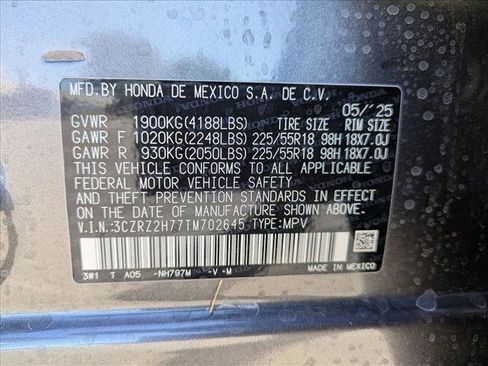 MFD. BY HONDA DE MEXICO S.A. DE C.V.
05/'25
GVWR 1900KG(4188LBS) TIRE SIZE RIM SIZE
GAWR F 1020KG(2248LBS) 225/55R18 98H 18X7.0J
GAWR R 930KG(2050LBS) 225/55R18 98H 18X7.0J
THIS VEHICLE CONFORMS TO ALL APPLICABLE
FEDERAL MOTOR VEHICLE SAFETY
AND THEFT PREVENTION STANDARDS IN EFFECT
ON THE DATE OF MANUFACTURE SHOWN ABOVE.
V.I.N.:3CZRZ2H77TM702645 TYPE:MPV
3W1 T A05 -NH797M -V -M
MADE IN MEXICO